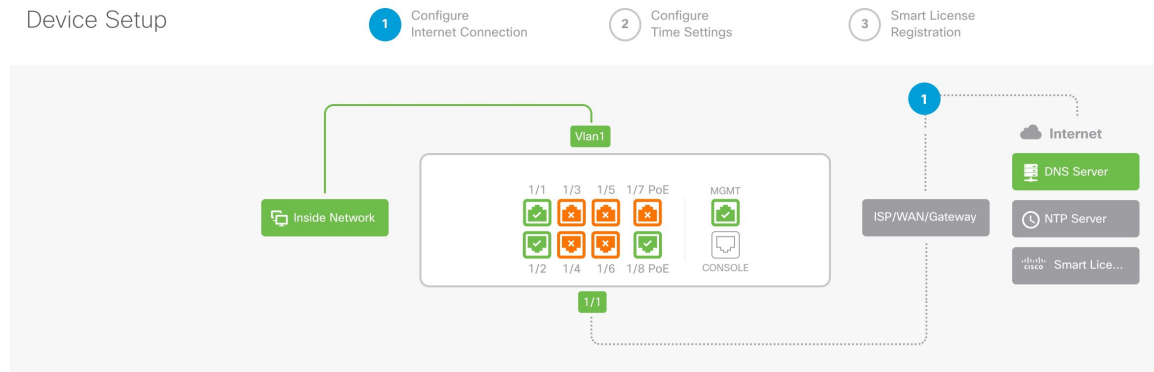 Device Setup
1
Configure
Internet Connection
2
Configure
Time Settings
3
Smart License
Registration
1
Internet
Vlan1
DNS Server
1/1 1/3 1/5 1/7 PoE MGMT
Inside Network
ISP/WAN/Gateway
NTP Server
1/2 1/4 1/6 1/8 PoE CONSOLE
cisco Smart Lice...
1/1